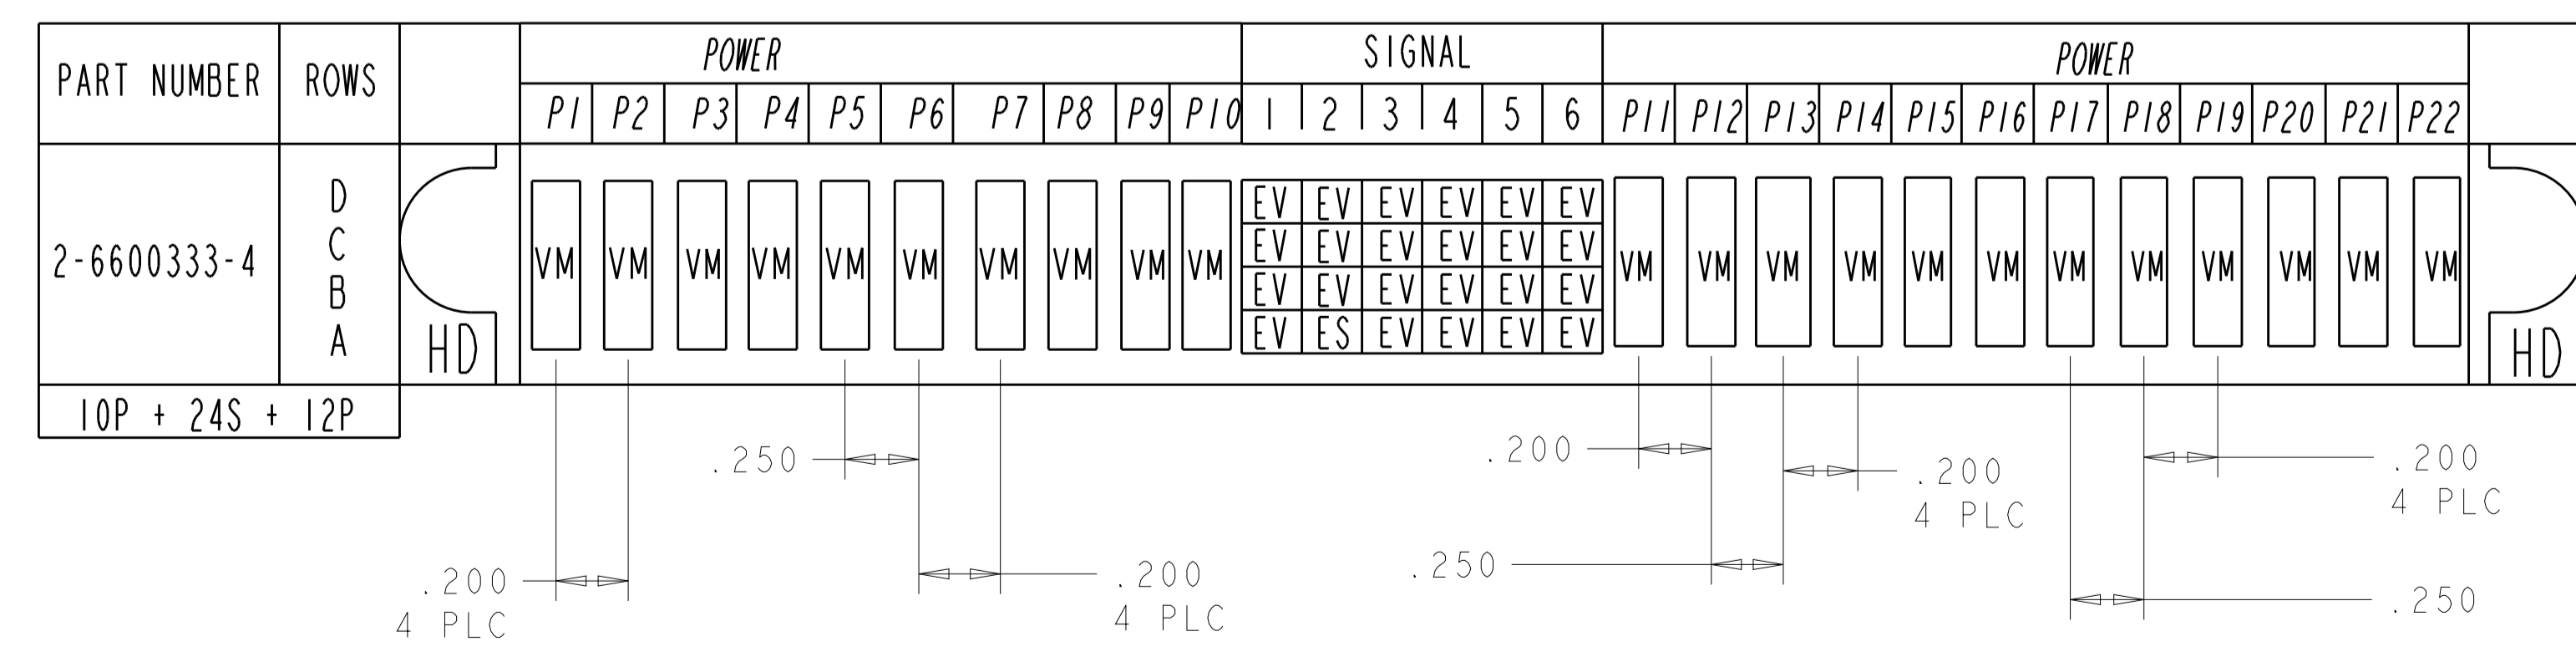 PART NUMBER ROWS POWER SIGNAL POWER
P1 P2 P3 P4 P5 P6 P7 P8 P9 P10 1 2 3 4 5 6 P11 P12 P13 P14 P15 P16 P17 P18 P19 P20 P21 P22
D EV EV EV EV EV EV
2-6600333-4 C VM VM VM VM VM VM VM VM VM VM EV EV EV EV EV EV VM VM VM VM VM VM VM VM VM VM VM VM
B EV EV EV EV EV EV
A HD EV ES EV EV EV EV HD
10P + 24S + 12P
.250 .200 .200 .200
4 PLC 4 PLC
.200 .200 .250 .250
4 PLC 4 PLC